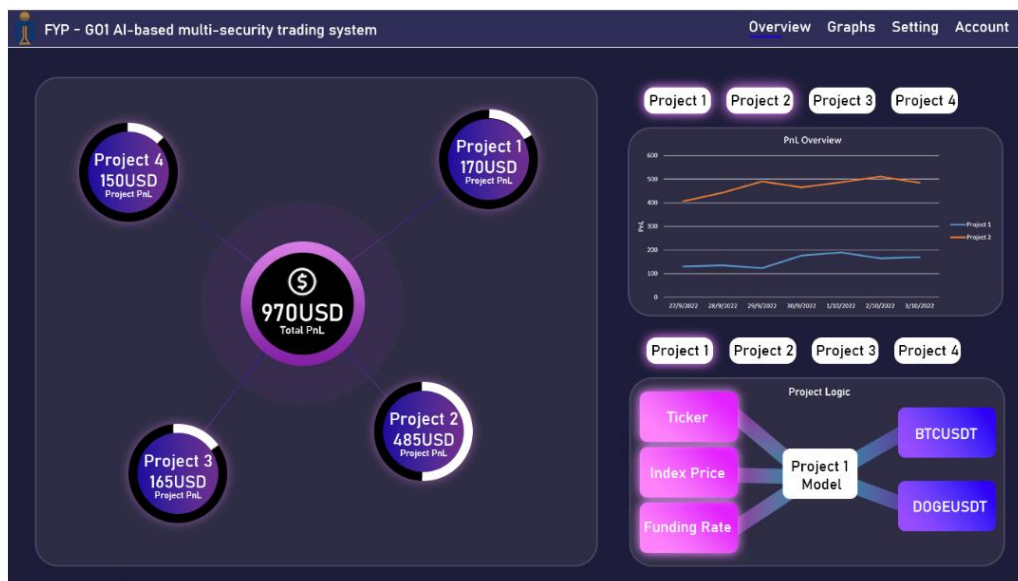 FYP - GO1 AI-based multi-security trading system
Overview Graphs Setting Account
Project 4
150USD
Project PnL
Project 1
170USD
Project PnL
970USD
Total PnL
Project 2
485USD
Project PnL
Project 3
165USD
Project PnL
Project 1 Project 2 Project 3 Project 4
PnL Overview
600
500
400
300
200
100
0
PnL
27/9/2022 28/9/2022 29/9/2022 30/9/2022 1/10/2022 2/10/2022 3/10/2022
Project 1
Project 2
Project 1 Project 2 Project 3 Project 4
Project Logic
Ticker
Index Price
Funding Rate
Project 1
Model
BTCUSDT
DOGEUSDT